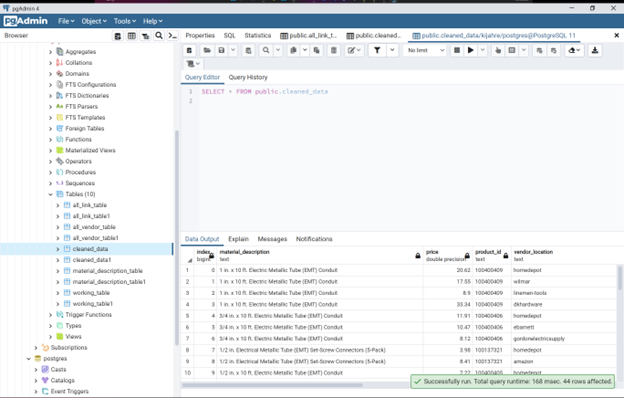 pgAdmin 4
pgAdmin File Object Tools Help
Browser
Properties SQL Statistics public.all_link_t... public.cleaned... public.cleaned_data/kijahre/postgres@PostgreSQL 11
No limit
Query Editor Query History
1 SELECT * FROM public.cleaned_data
2
Aggregates
Collations
Domains
FTS Configurations
FTS Dictionaries
FTS Parsers
FTS Templates
Foreign Tables
Functions
Materialized Views
Operators
Procedures
Sequences
Tables (10)
all_link_table
all_link_table1
all_vendor_table
all_vendor_table1
cleaned_data
cleaned_data1
material_description_table
material_description_table1
working_table
working_table1
Trigger Functions
Types
Views
Subscriptions
postgres
Casts
Catalogs
Event Triggers
Data Output Explain Messages Notifications
index material_description price product_id vendor_location
bigint text double precision text text
1 0 1 in. x 10 ft. Electric Metallic Tube (EMT) Conduit 20.62 100400409 homedepot
2 1 1 in. x 10 ft. Electric Metallic Tube (EMT) Conduit 17.55 100400409 wilmar
3 2 1 in. x 10 ft. Electric Metallic Tube (EMT) Conduit 8.9 100400409 lineman-tools
4 3 1 in. x 10 ft. Electric Metallic Tube (EMT) Conduit 33.34 100400409 dkhardware
5 4 3/4 in. x 10 ft. Electric Metallic Tube (EMT) Conduit 11.91 100400406 homedepot
6 5 3/4 in. x 10 ft. Electric Metallic Tube (EMT) Conduit 10.47 100400406 ebarnett
7 6 3/4 in. x 10 ft. Electric Metallic Tube (EMT) Conduit 8.12 100400406 gordonelectricsupply
8 7 1/2 in. Electrical Metallic Tube (EMT) Set-Screw Connectors (5-Pack) 3.98 100137321 homedepot
9 8 1/2 in. Electrical Metallic Tube (EMT) Set-Screw Connectors (5-Pack) 8.41 100137321 amazon
10 9 1/2 in. x 10 ft. Electric Metallic Tube (EMT) Conduit 7.22 100400405 homedepot
Successfully run. Total query runtime: 168 msec. 44 rows affected.